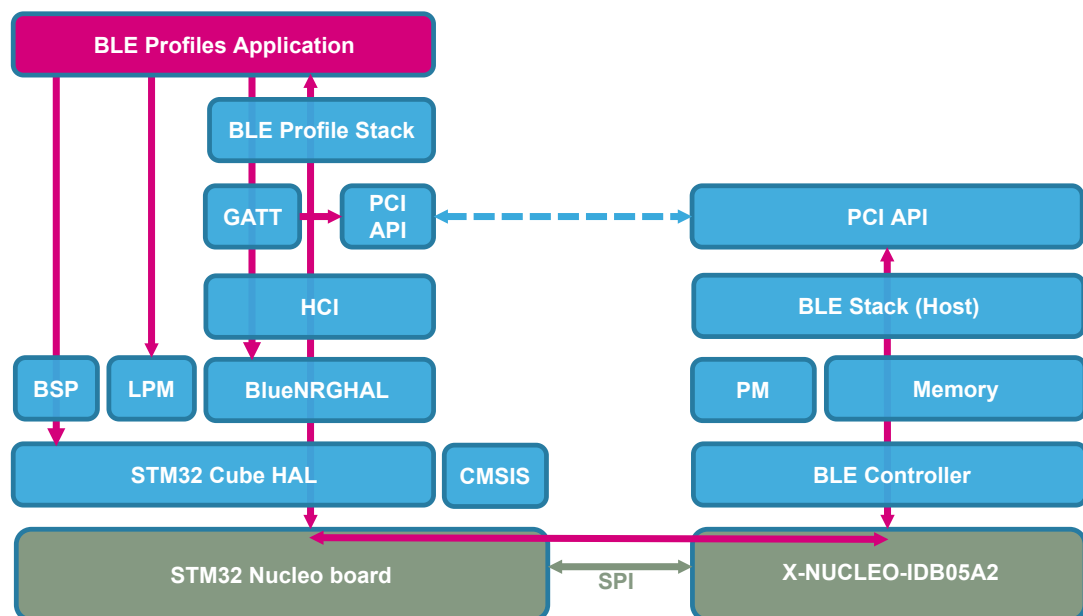 BLE Profiles Application
BLE Profile Stack
GATT
PCI
API
PCI API
HCI
BLE Stack (Host)
BSP
LPM
BlueNRGHAL
PM
Memory
STM32 Cube HAL
CMSIS
BLE Controller
STM32 Nucleo board
SPI
X-NUCLEO-IDB05A2